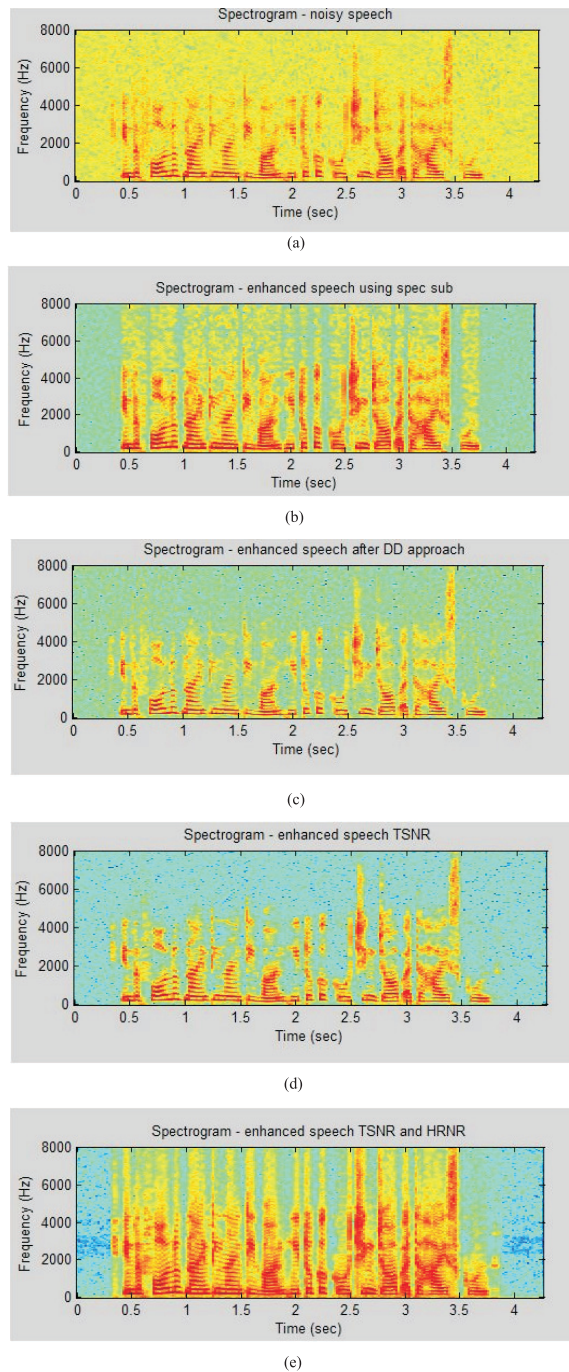 Spectrogram - noisy speech
8000
6000
4000
2000
0
Frequency (Hz)
0 0.5 1 1.5 2 2.5 3 3.5 4
Time (sec)
(a)
Spectrogram - enhanced speech using spec sub
8000
6000
4000
2000
0
Frequency (Hz)
0 0.5 1 1.5 2 2.5 3 3.5 4
Time (sec)
(b)
Spectrogram - enhanced speech after DD approach
8000
6000
4000
2000
0
Frequency (Hz)
0 0.5 1 1.5 2 2.5 3 3.5 4
Time (sec)
(c)
Spectrogram - enhanced speech TSNR
8000
6000
4000
2000
0
Frequency (Hz)
0 0.5 1 1.5 2 2.5 3 3.5 4
Time (sec)
(d)
Spectrogram - enhanced speech TSNR and HRNR
8000
6000
4000
2000
0
Frequency (Hz)
0 0.5 1 1.5 2 2.5 3 3.5 4
Time (sec)
(e)